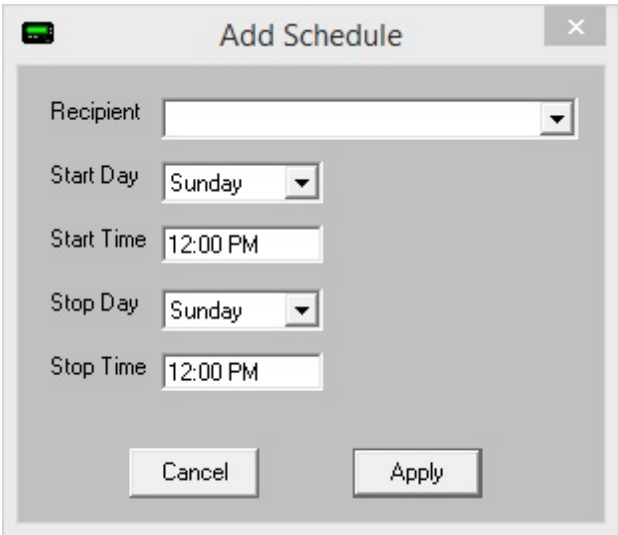 Add Schedule
Recipient
Start Day Sunday
Start Time 12:00 PM
Stop Day Sunday
Stop Time 12:00 PM
Cancel Apply